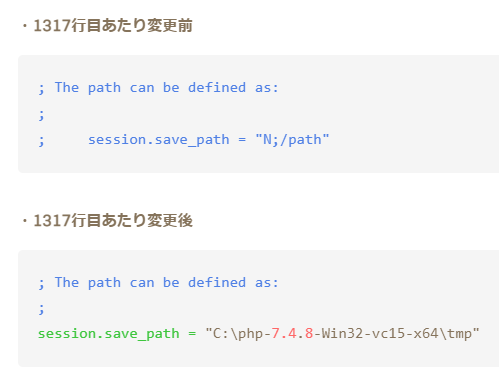 ・1317行目あたり変更前
; The path can be defined as:
;
;     session.save_path = "N;/path"
・1317行目あたり変更後
; The path can be defined as:
;
session.save_path = "C:\php-7.4.8-Win32-vc15-x64\tmp"